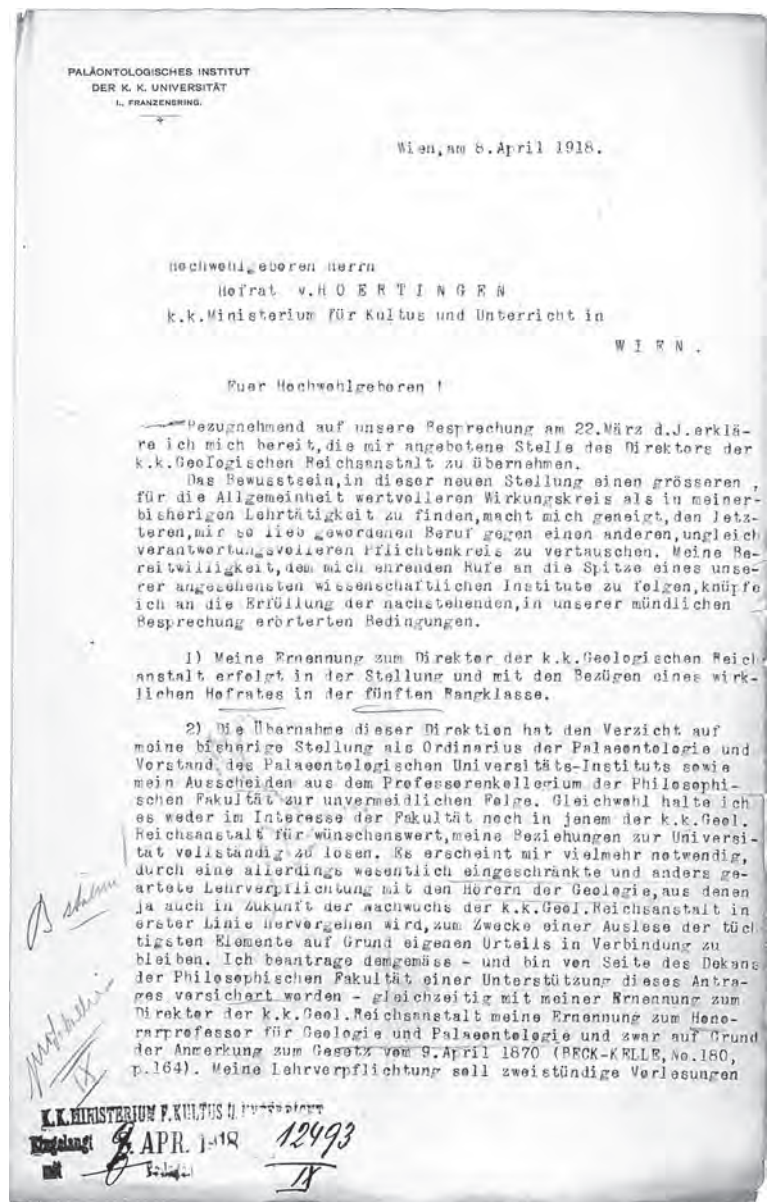 PALÄONTOLOGISCHES INSTITUT
DER K. K. UNIVERSITÄT
I., FRANZENSRING.
Wien, am 8.April 1918.
Hochwohlgeboren Herrn
Hofrat v.HOERTINGEN
k.k.Ministerium für Kultus und Unterricht in
WIEN.
Euer Hochwohlgeboren !
Bezugnehmend auf unsere Besprechung am 22.März d.J.erklä-
re ich mich bereit,die mir angebotene Stelle des Direktors der
k.k.Geologischen Reichsanstalt zu übernehmen.
Das Bewusstsein,in dieser neuen Stellung einen grösseren ,
für die Allgemeinheit wertvolleren Wirkungskreis als in meiner-
bisherigen Lehrtätigkeit zu finden,macht mich geneigt,den letz-
teren,mir so lieb gewordenen Beruf gegen einen anderen,ungleich
verantwortungsvolleren Pflichtenkreis zu vertauschen. Meine Be-
reitwilligkeit,dem mich ehrenden Rufe an die Spitze eines unse-
rer angesehensten wissenschaftlichen Institute zu folgen,knüpfe
ich an die Erfüllung der nachstehenden,in unserer mündlichen
Besprechung erörterten Bedingungen.
1) Meine Ernennung zum Direktor der k.k.Geologischen Reich
anstalt erfolgt in der Stellung und mit den Bezügen eines wirk-
lichen Hofrates in der fünften Rangklasse.
2) Die Übernahme dieser Direktion hat den Verzicht auf
meine bisherige Stellung als Ordinarius der Palaeontologie und
Vorstand des Palaeontologischen Universitäts-Instituts sowie
mein Ausscheiden aus dem Professorenkollegium der Philosophi-
schen Fakultät zur unvermeidlichen Folge. Gleichwohl halte ich
es weder im Interesse der Fakultät noch in jenem der k.k.Geol.
Reichsanstalt für wünschenswert,meine Beziehungen zur Universi-
tät vollständig zu lösen. Es erscheint mir vielmehr notwendig,
durch eine allerdings wesentlich eingeschränkte und anders ge-
artete Lehrverpflichtung mit den Hörern der Geologie,aus denen
ja auch in Zukunft der Nachwuchs der k.k.Geol.Reichsanstalt in
erster Linie hervorgehen wird,zum Zwecke einer Auslese der tüch
tigsten Elemente auf Grund eigenen Urteils in Verbindung zu
bleiben. Ich beantrage demgemäss - und bin von Seite des Dekans
der Philosophischen Fakultät einer Unterstützung dieses Antra-
ges versichert worden - gleichzeitig mit meiner Ernennung zum
Direktor der k.k.Geol.Reichsanstalt meine Ernennung zum Hono-
rarprofessor für Geologie und Palaeontologie und zwar auf Grund
der Anmerkung zum Gesetz vom 9.April 1870 (BECK-KELLE,No.180,
p.164). Meine Lehrverpflichtung soll zweistündige Vorlesungen
IX
K.K.MINISTERIUM F.KULTUS U.
Eingelangt 8. APR. 1918 12493
mit IX